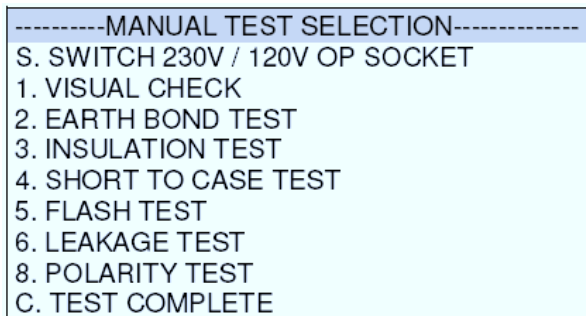 ----------MANUAL TEST SELECTION--------------
S. SWITCH 230V / 120V OP SOCKET
1. VISUAL CHECK
2. EARTH BOND TEST
3. INSULATION TEST
4. SHORT TO CASE TEST
5. FLASH TEST
6. LEAKAGE TEST
8. POLARITY TEST
C. TEST COMPLETE